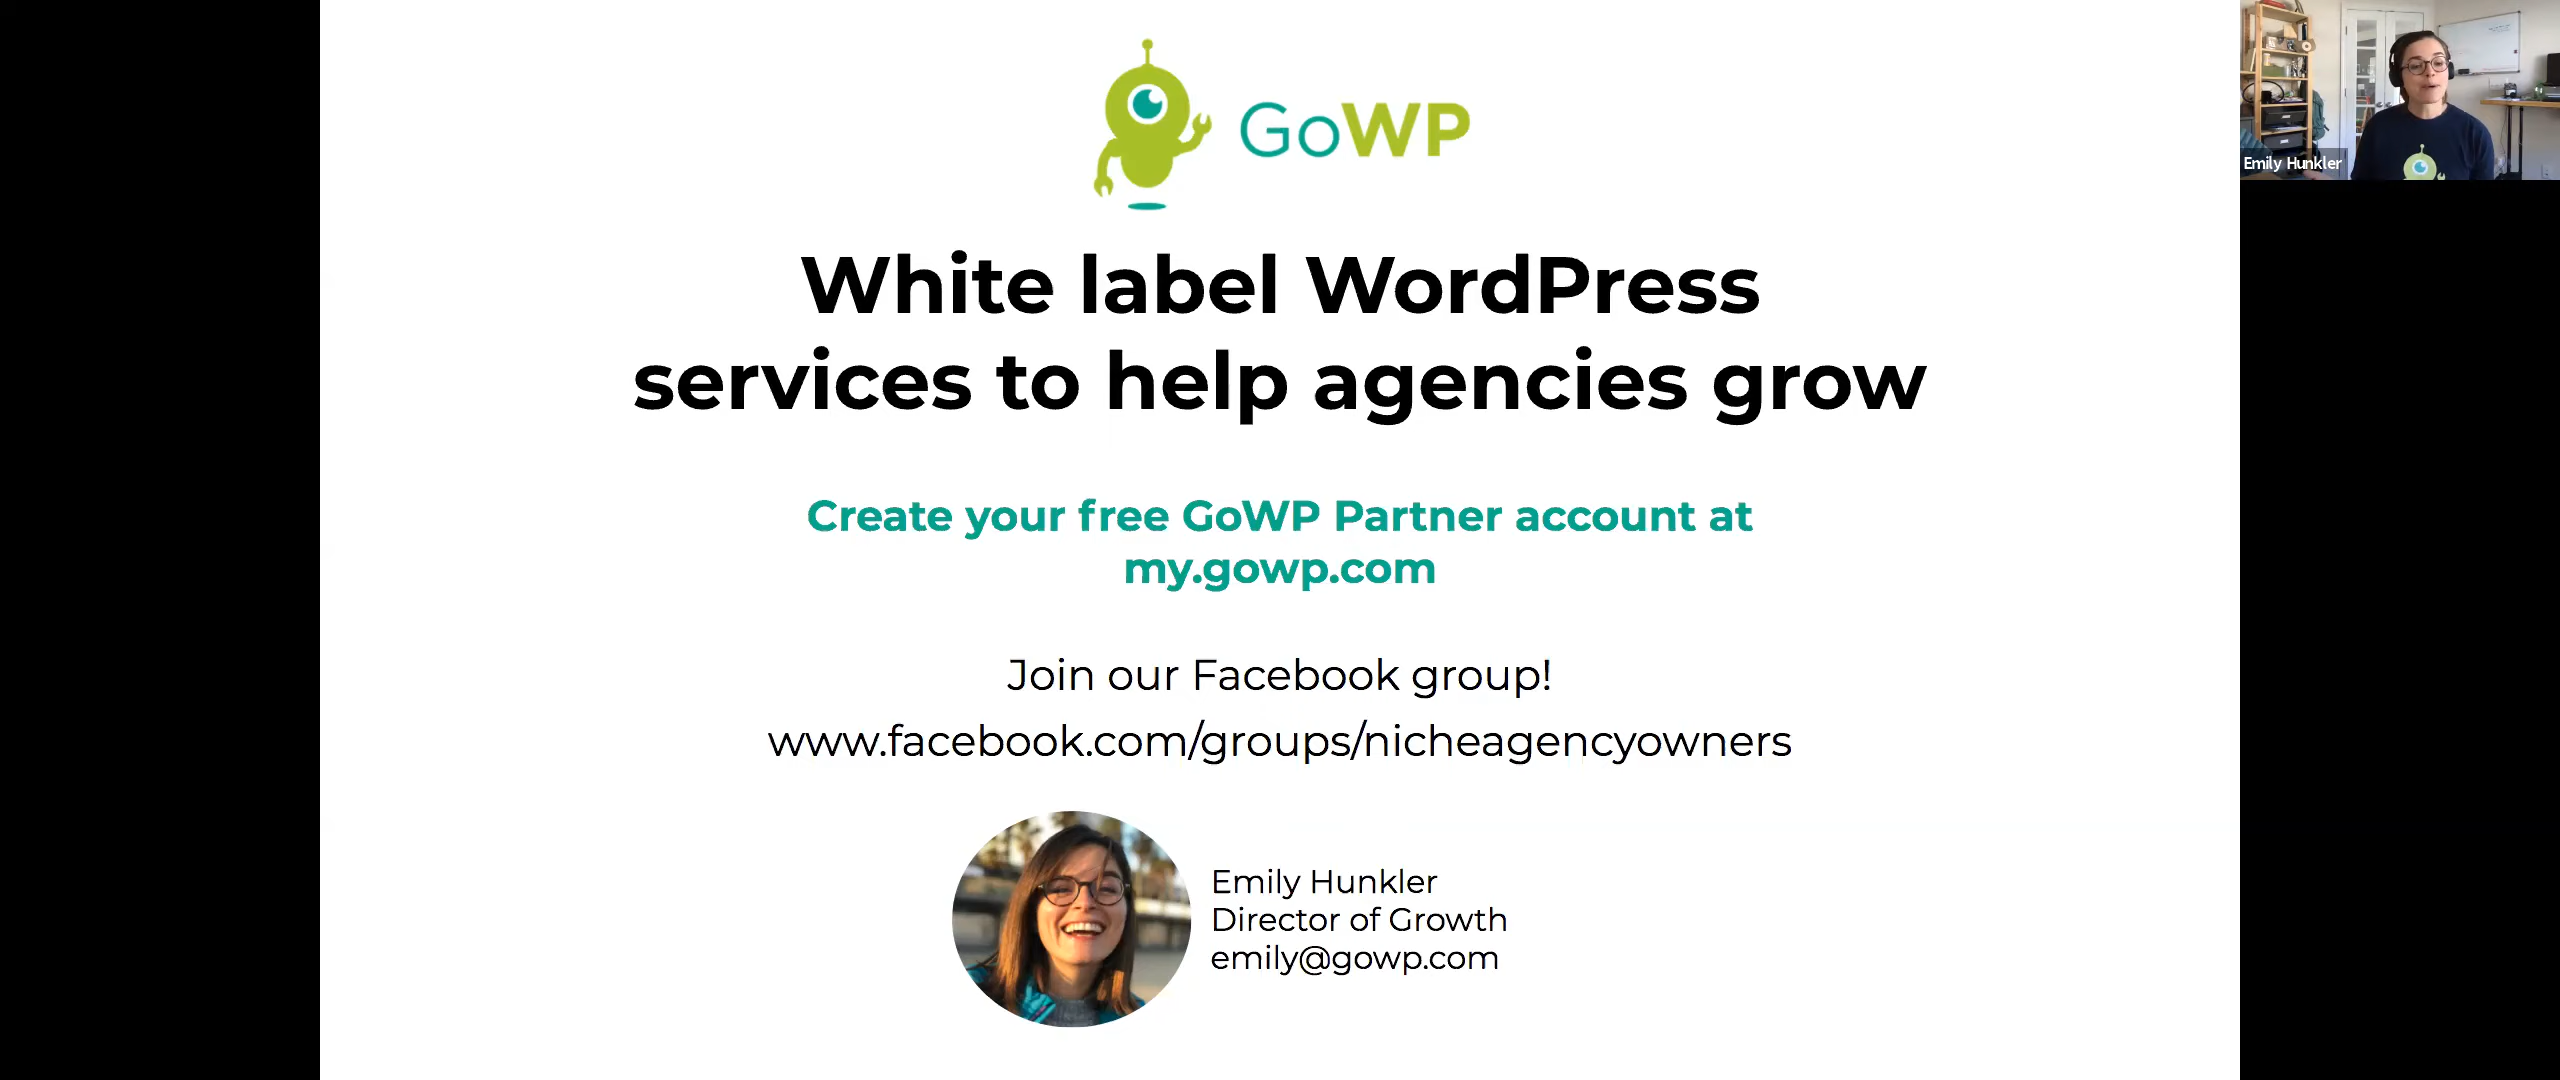 GoWP
Emily Hunkler
White label WordPress
services to help agencies grow
Create your free GoWP Partner account at
my.gowp.com
Join our Facebook group!
www.facebook.com/groups/nicheagencyowners
Emily Hunkler
Director of Growth
emily@gowp.com